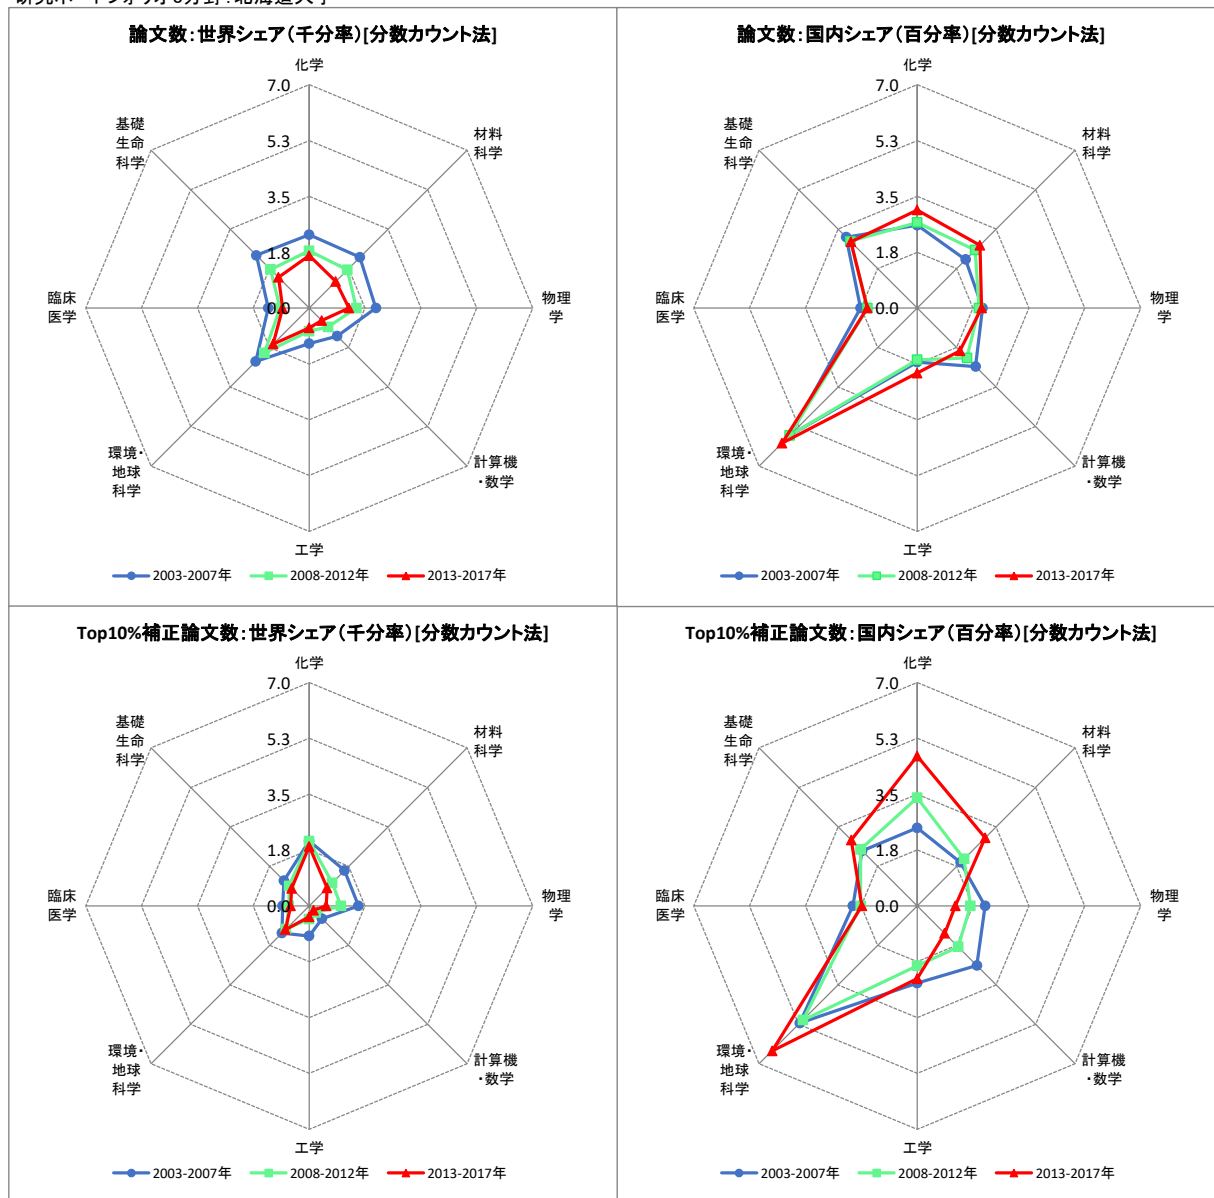 論文数:世界シェア(千分率)[分数カウント法]
化学
7.0
5.3
3.5
1.8
0.0
材料
科学
物理
学
計算機
・数学
工学
環境・
地球
科学
臨床
医学
基礎
生命
科学
2003-2007年 2008-2012年 2013-2017年
論文数:国内シェア(百分率)[分数カウント法]
化学
7.0
5.3
3.5
1.8
0.0
材料
科学
物理
学
計算機
・数学
工学
環境・
地球
科学
臨床
医学
基礎
生命
科学
2003-2007年 2008-2012年 2013-2017年
Top10%補正論文数:世界シェア(千分率)[分数カウント法]
化学
7.0
5.3
3.5
1.8
0.0
材料
科学
物理
学
計算機
・数学
工学
環境・
地球
科学
臨床
医学
基礎
生命
科学
2003-2007年 2008-2012年 2013-2017年
Top10%補正論文数:国内シェア(百分率)[分数カウント法]
化学
7.0
5.3
3.5
1.8
0.0
材料
科学
物理
学
計算機
・数学
工学
環境・
地球
科学
臨床
医学
基礎
生命
科学
2003-2007年 2008-2012年 2013-2017年